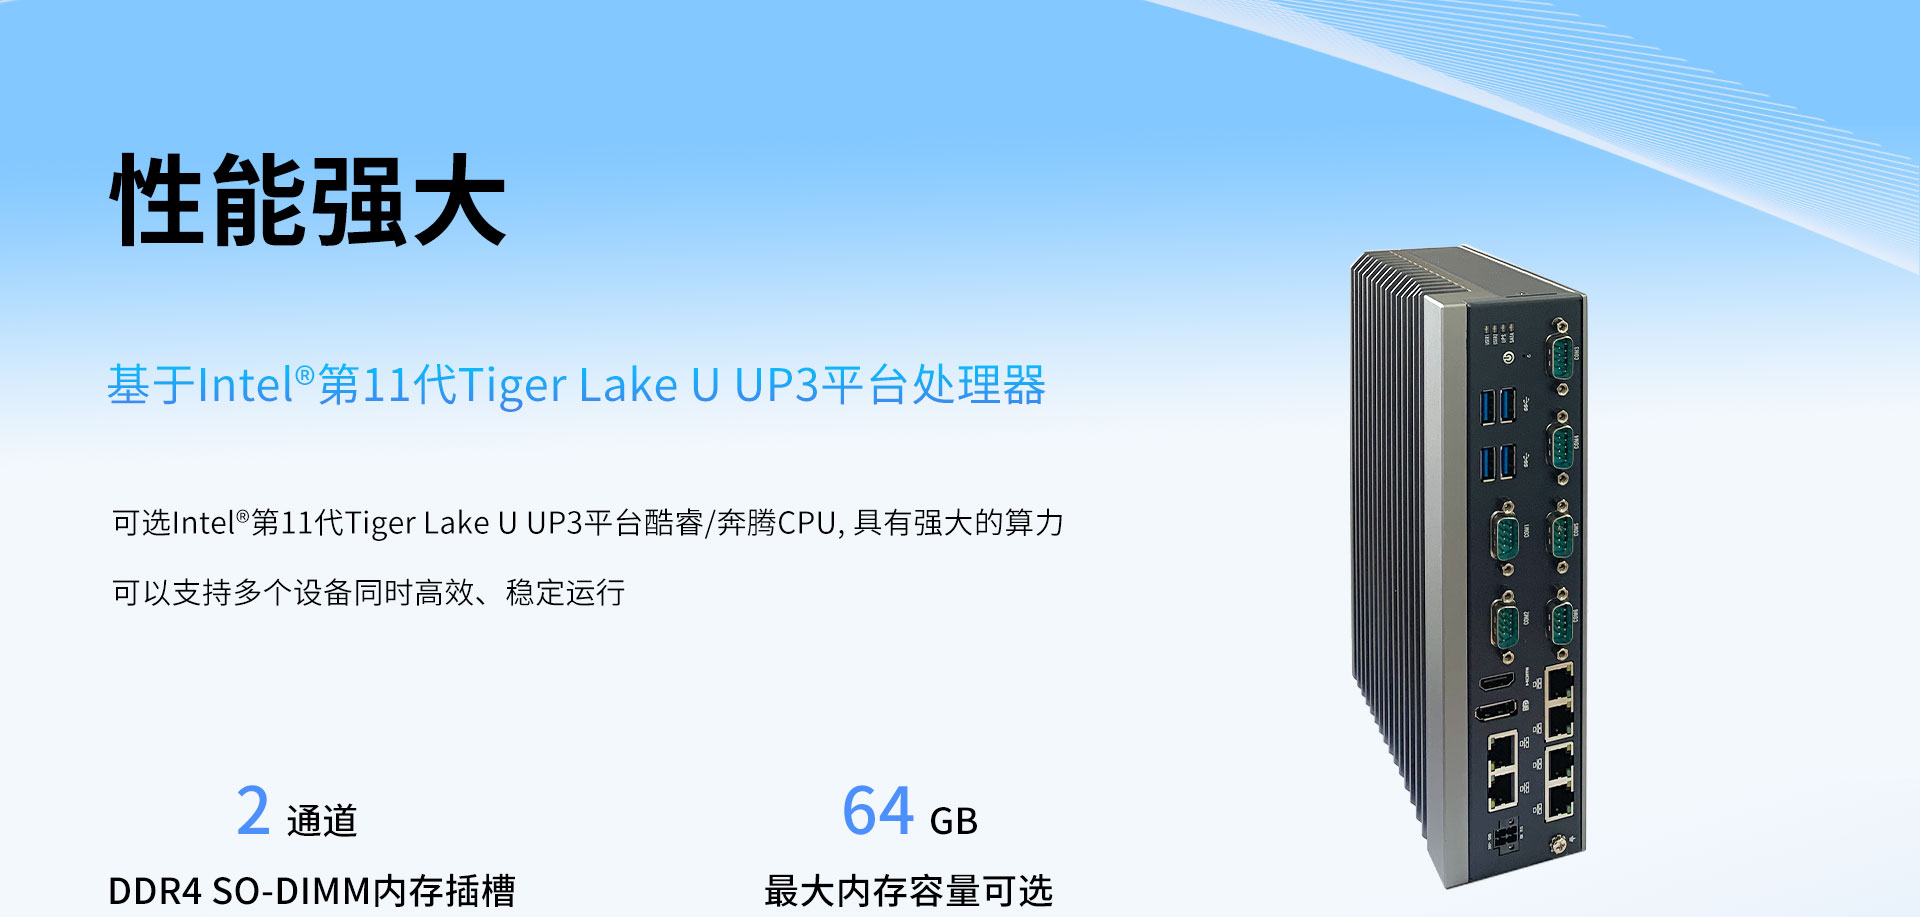 性能强大
基于Intel®第11代Tiger Lake U UP3平台处理器
可选Intel®第11代Tiger Lake U UP3平台酷睿/奔腾CPU, 具有强大的算力
可以支持多个设备同时高效、稳定运行
2 通道
DDR4 SO-DIMM内存插槽
64 GB
最大内存容量可选